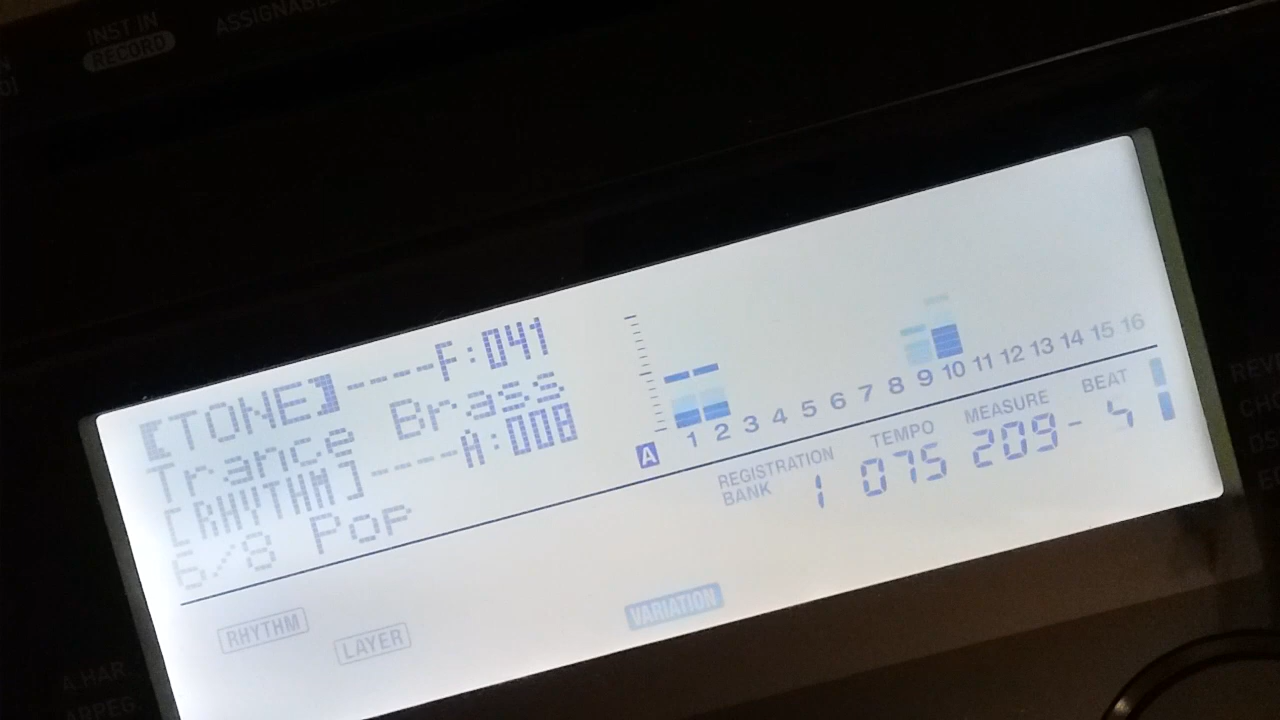 INST IN
RECORD
[TONE]----F:041
Trance Brass
[RHYTHM]----A:008
6/8 Pop
A 1 2 3 4 5 6 7 8 9 10 11 12 13 14 15 16
REGISTRATION BANK 1
TEMPO 075
MEASURE 209-
BEAT
RHYTHM
LAYER
VARIATION
A.HAR.
ARPEG.